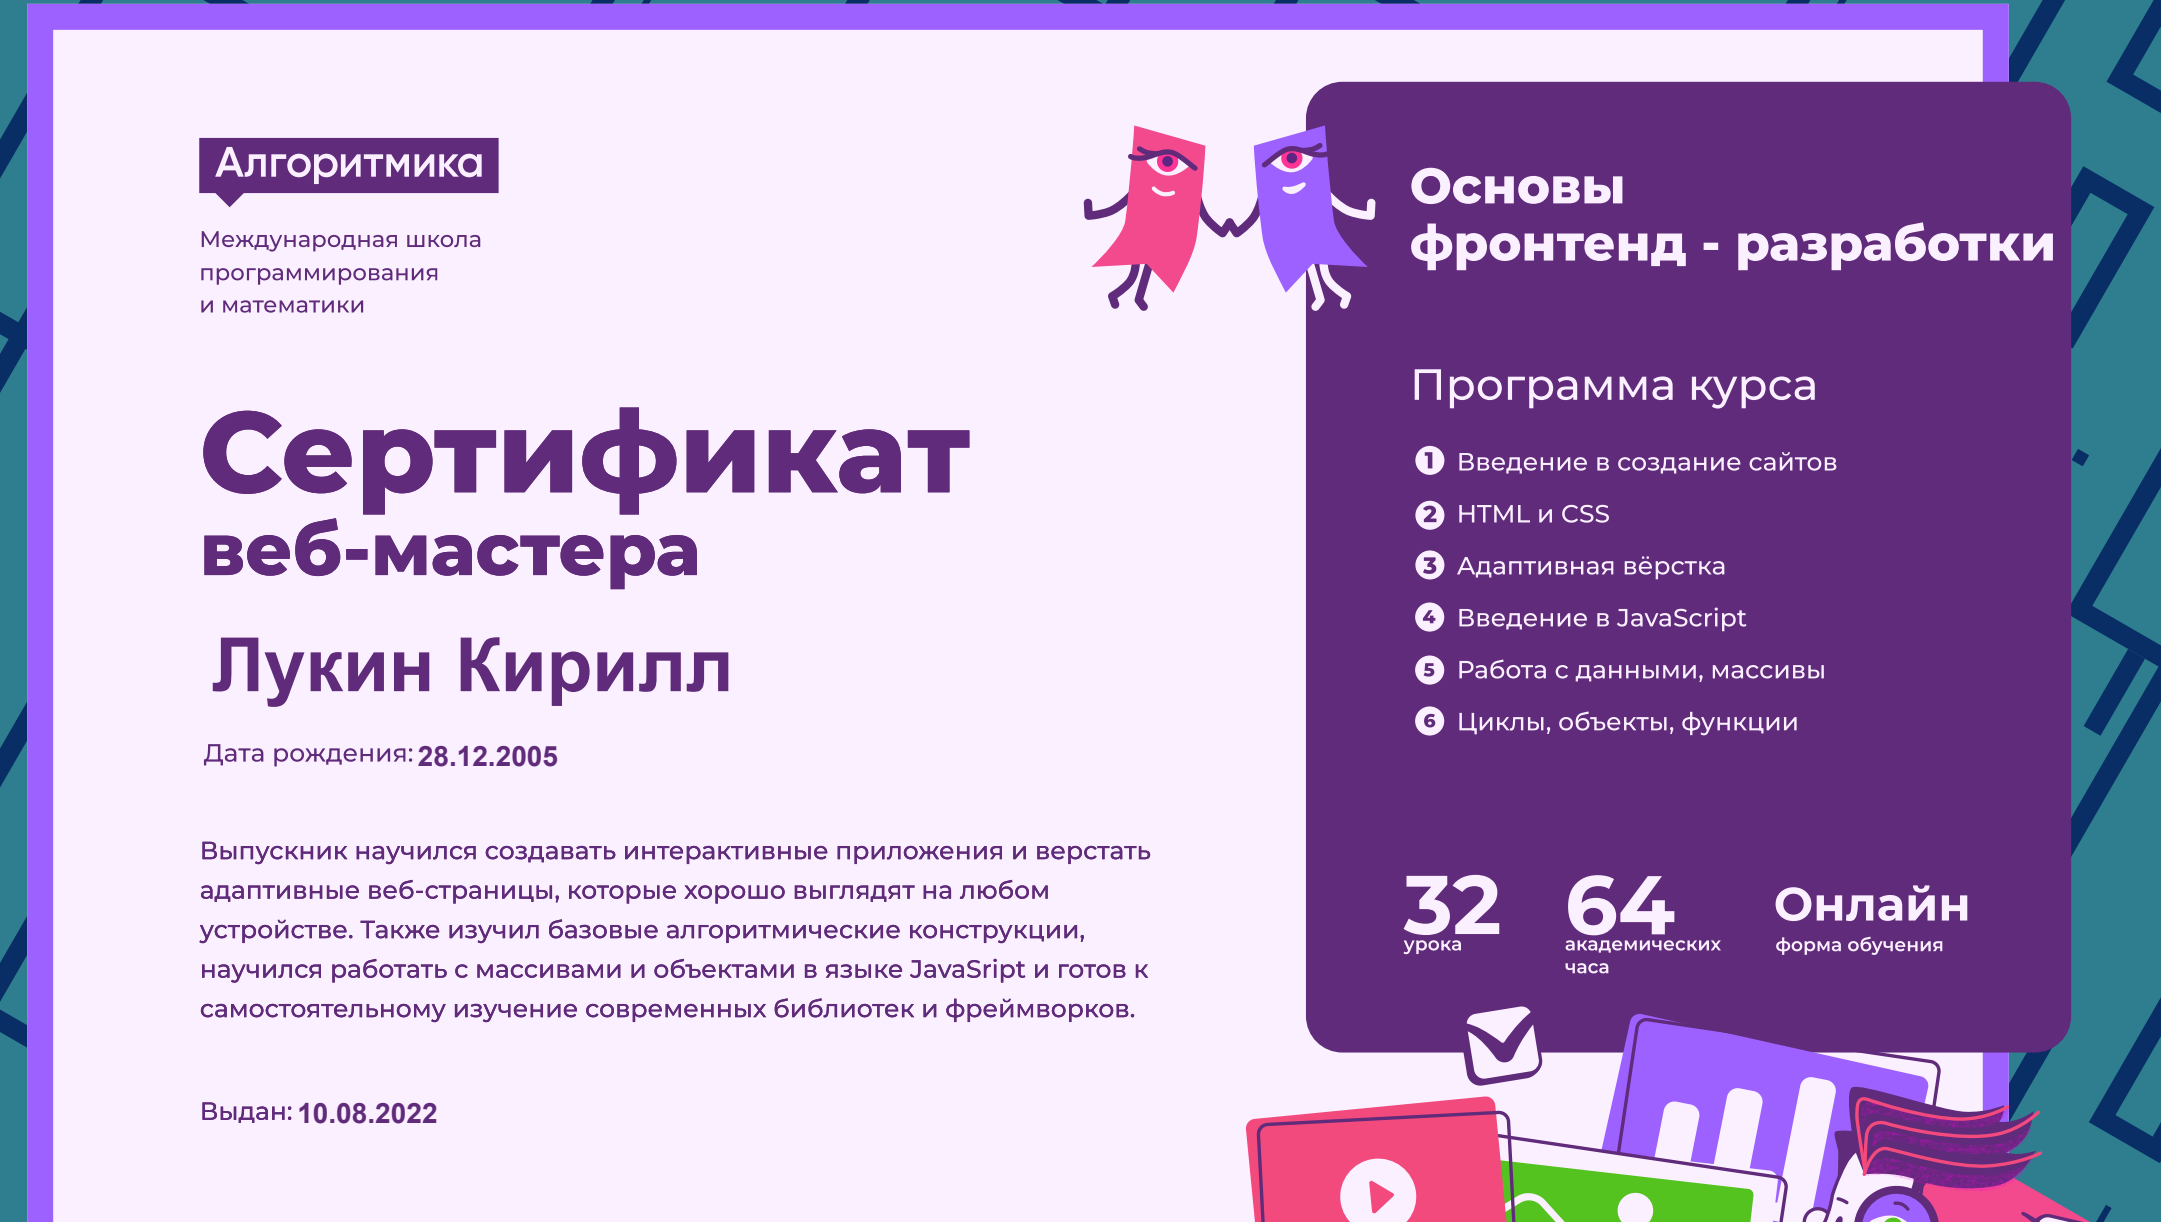 Алгоритмика
Международная школа
программирования
и математики
Сертификат
веб-мастера
Лукин Кирилл
Дата рождения: 28.12.2005
Выпускник научился создавать интерактивные приложения и верстать
адаптивные веб-страницы, которые хорошо выглядят на любом
устройстве. Также изучил базовые алгоритмические конструкции,
научился работать с массивами и объектами в языке JavaSript и готов к
самостоятельному изучение современных библиотек и фреймворков.
Выдан: 10.08.2022
Основы
фронтенд - разработки
Программа курса
1 Введение в создание сайтов
2 HTML и CSS
3 Адаптивная вёрстка
4 Введение в JavaScript
5 Работа с данными, массивы
6 Циклы, объекты, функции
32
урока
64
академических
часа
Онлайн
форма обучения